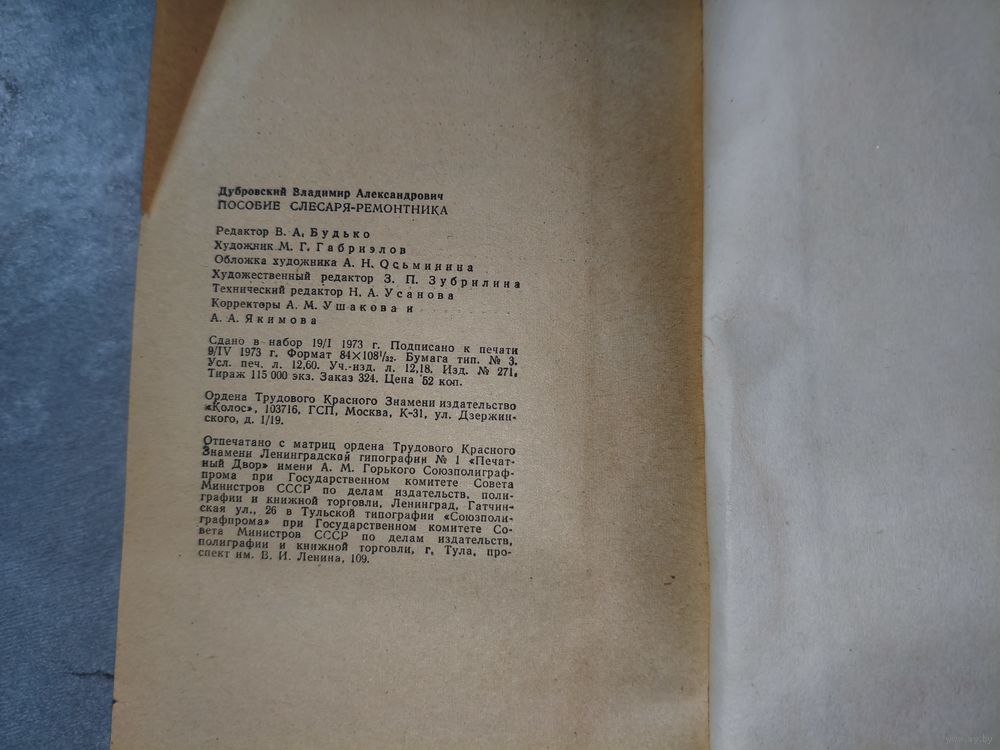 Дубровский Владимир Александрович
ПОСОБИЕ СЛЕСАРЯ-РЕМОНТНИКА
Редактор В. А. Будько
Художник М. Г. Габриэлов
Обложка художника А. Н. Осьминина
Художественный редактор З. П. Зубрилина
Технический редактор Н. А. Усанова
Корректоры А. М. Ушакова и
А. А. Якимова
Сдано в набор 19/I 1973 г. Подписано к печати
9/IV 1973 г. Формат 84×108¹/₃₂. Бумага тип. № 3.
Усл. печ. л. 12,60. Уч.-изд. л. 12,18. Изд. № 271.
Тираж 115 000 экз. Заказ 324. Цена 52 коп.
Ордена Трудового Красного Знамени издательство
«Колос», 103716, ГСП, Москва, К-31, ул. Дзержин-
ского, д. 1/19.
Отпечатано с матриц ордена Трудового Красного
Знамени Ленинградской типографии № 1 «Печат-
ный Двор» имени А. М. Горького Союзполиграф-
прома при Государственном комитете Совета
Министров СССР по делам издательств, поли-
графии и книжной торговли, Ленинград, Гатчин-
ская ул., 26 в Тульской типографии «Союзполи-
графпрома» при Государственном комитете Со-
вета Министров СССР по делам издательств,
полиграфии и книжной торговли, г. Тула, про-
спект им. В. И. Ленина, 109.
www.ay.by